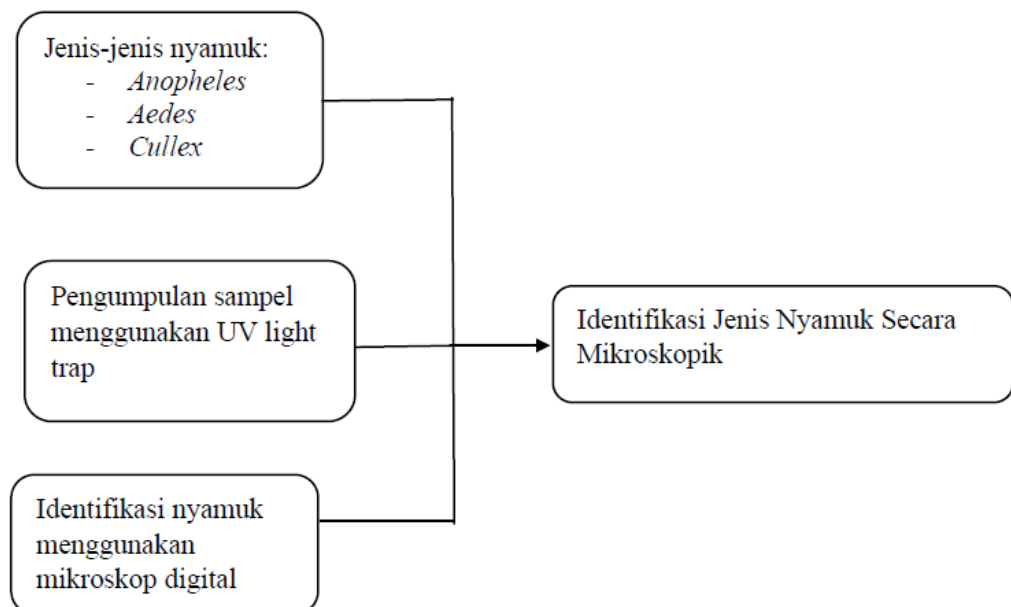 Jenis-jenis nyamuk:
- Anopheles
- Aedes
- Cullex
Pengumpulan sampel
menggunakan UV light
trap
Identifikasi nyamuk
menggunakan
mikroskop digital
Identifikasi Jenis Nyamuk Secara
Mikroskopik